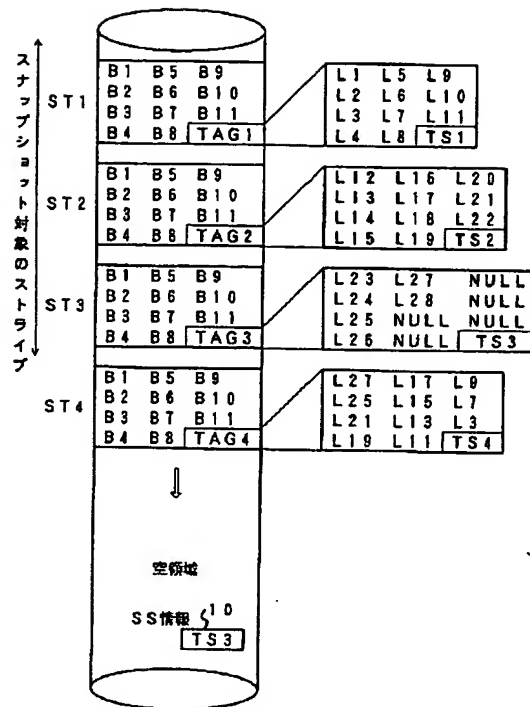 スナップショット対象のストライプ
ST1
B1 B5 B9
B2 B6 B10
B3 B7 B11
B4 B8 TAG1
L1 L5 L9
L2 L6 L10
L3 L7 L11
L4 L8 TS1
ST2
B1 B5 B9
B2 B6 B10
B3 B7 B11
B4 B8 TAG2
L12 L16 L20
L13 L17 L21
L14 L18 L22
L15 L19 TS2
ST3
B1 B5 B9
B2 B6 B10
B3 B7 B11
B4 B8 TAG3
L23 L27 NULL
L24 L28 NULL
L25 NULL NULL
L26 NULL TS3
ST4
B1 B5 B9
B2 B6 B10
B3 B7 B11
B4 B8 TAG4
L27 L17 L9
L25 L15 L7
L21 L13 L3
L19 L11 TS4
空領域
SS情報 10
TS3